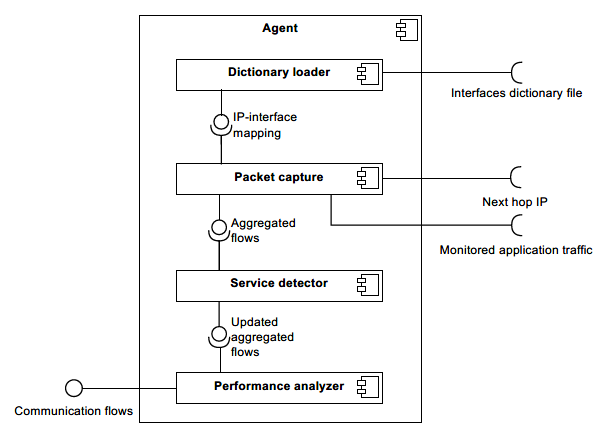 Agent
Dictionary loader
Interfaces dictionary file
IP-interface
mapping
Packet capture
Next hop IP
Aggregated
flows
Monitored application traffic
Service detector
Updated
aggregated
flows
Performance analyzer
Communication flows